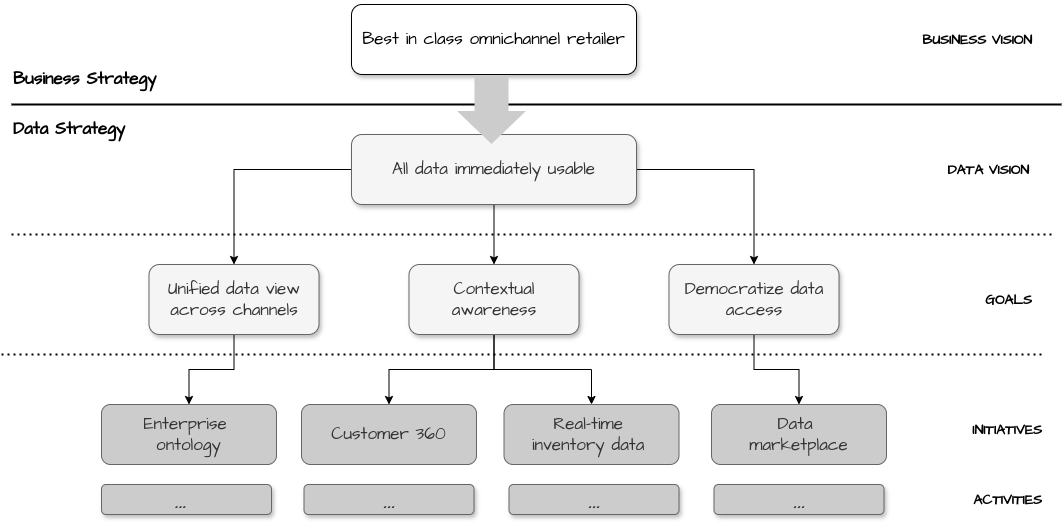 Best in class omnichannel retailer
BUSINESS VISION
Business Strategy
Data Strategy
All data immediately usable
DATA VISION
Unified data view
across channels
Contextual
awareness
Democratize data
access
GOALS
Enterprise
ontology
Customer 360
Real-time
inventory data
Data
marketplace
INITIATIVES
...
...
...
...
ACTIVITIES